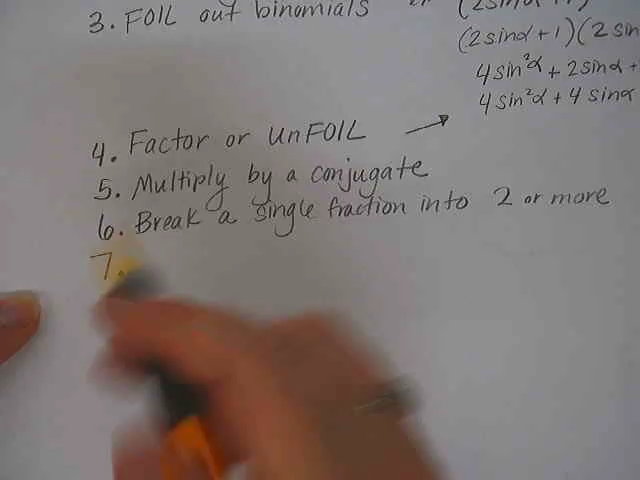 3. FOIL out binomials
(2sinα+1)(2sin
4sin²α + 2sinα +
4sin²α + 4sinα
4. Factor or UnFOIL →
5. Multiply by a conjugate
6. Break a single fraction into 2 or more
7.